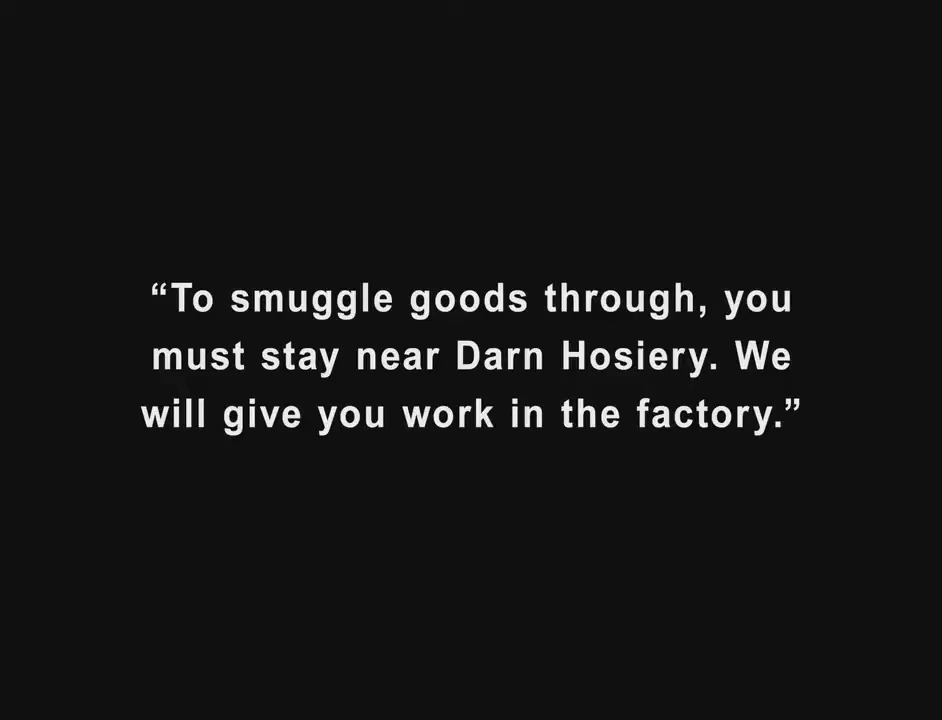 “To smuggle goods through, you
must stay near Darn Hosiery. We
will give you work in the factory.”